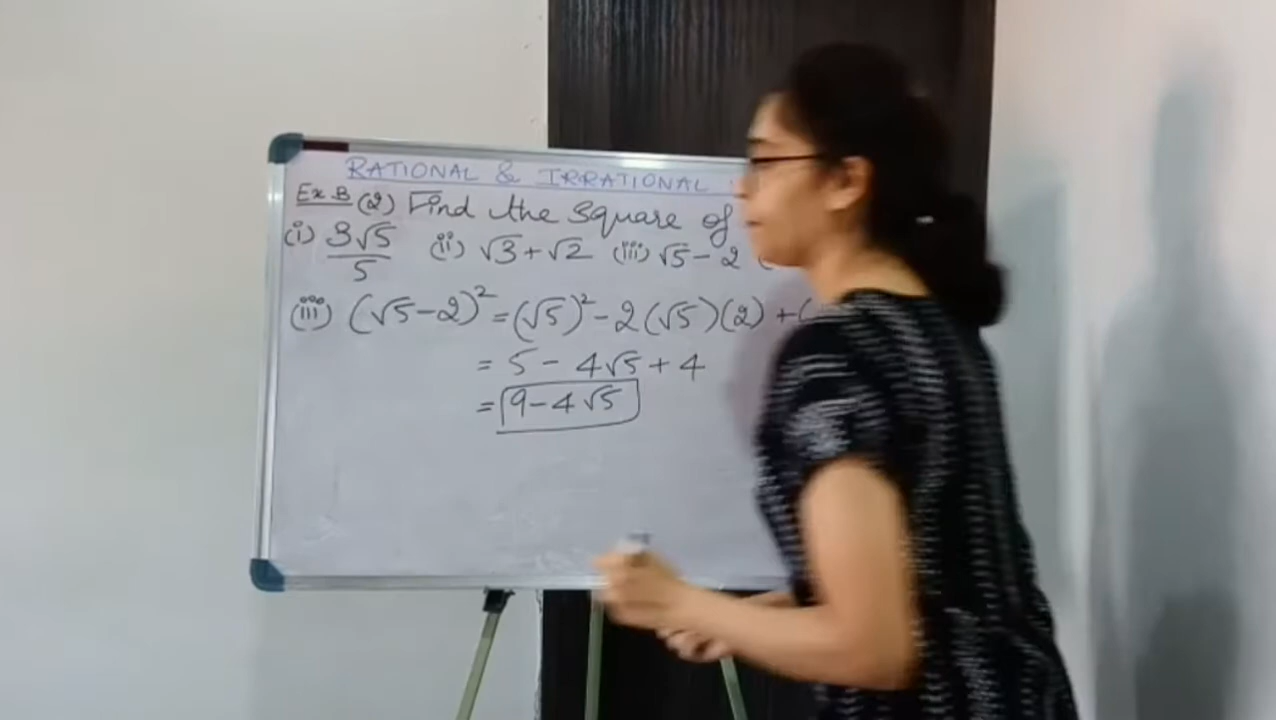 RATIONAL & IRRATIONAL
Ex B (2) Find the square of
(i) 3√5/5 (ii) √3+√2 (iii) √5-2 (
(iii) (√5-2)² = (√5)² - 2(√5)(2) + (
= 5 - 4√5 + 4
= 9 - 4√5